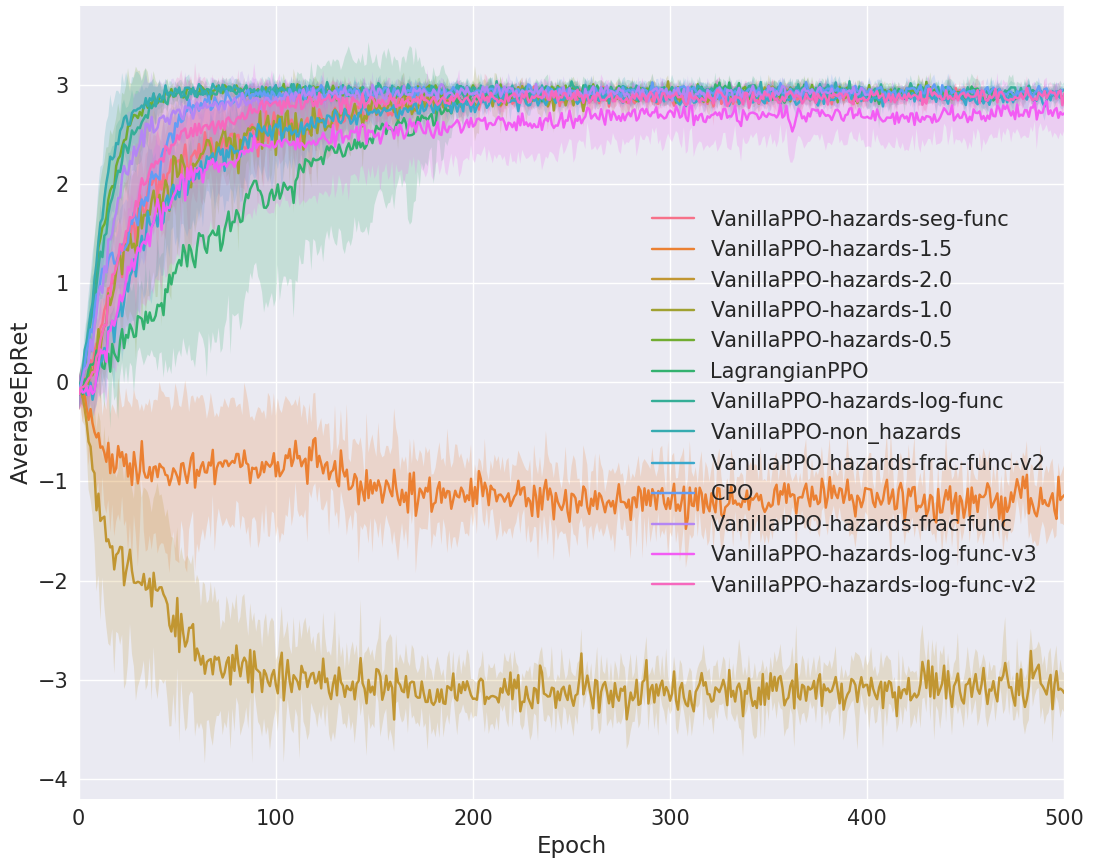 3
2
1
0
−1
−2
−3
−4
AverageEpRet
VanillaPPO-hazards-seg-func
VanillaPPO-hazards-1.5
VanillaPPO-hazards-2.0
VanillaPPO-hazards-1.0
VanillaPPO-hazards-0.5
LagrangianPPO
VanillaPPO-hazards-log-func
VanillaPPO-non_hazards
VanillaPPO-hazards-frac-func-v2
CPO
VanillaPPO-hazards-frac-func
VanillaPPO-hazards-log-func-v3
VanillaPPO-hazards-log-func-v2
0 100 200 300 400 500
Epoch